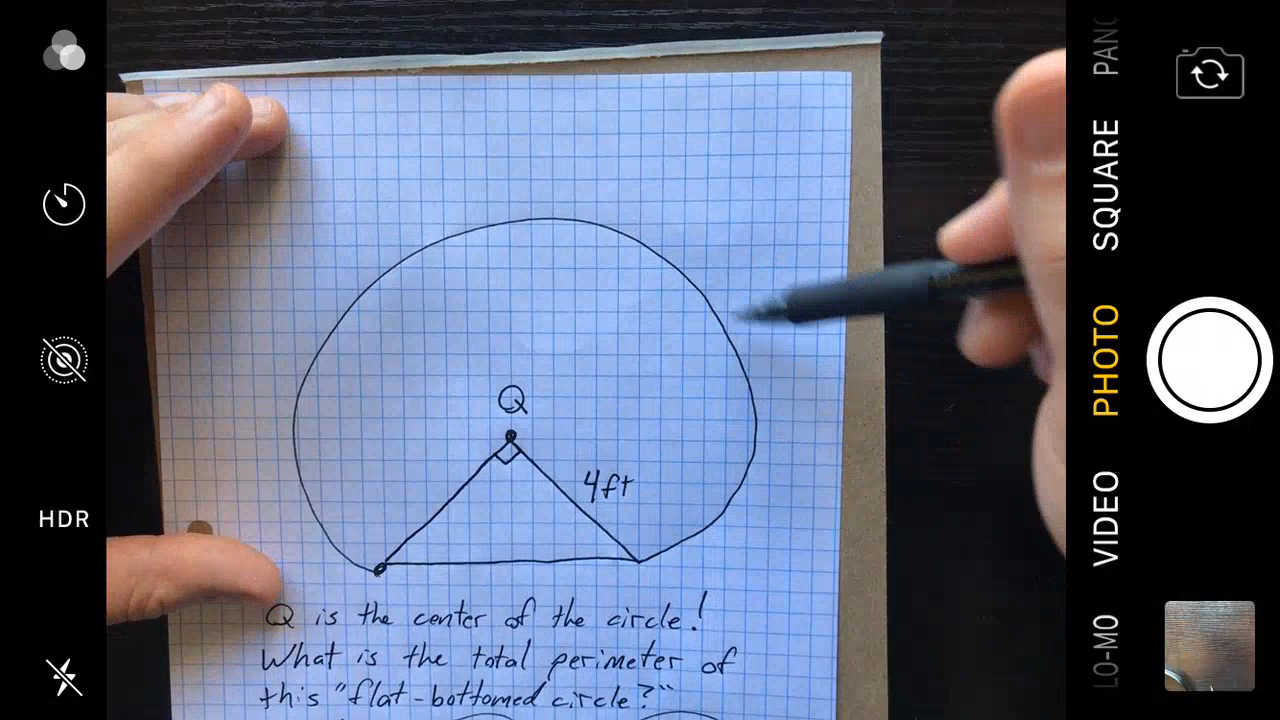 HDR
Q
4ft
Q is the center of the circle!
What is the total perimeter of
this "flat-bottomed circle?"
PANO
SQUARE
PHOTO
VIDEO
LO-MO